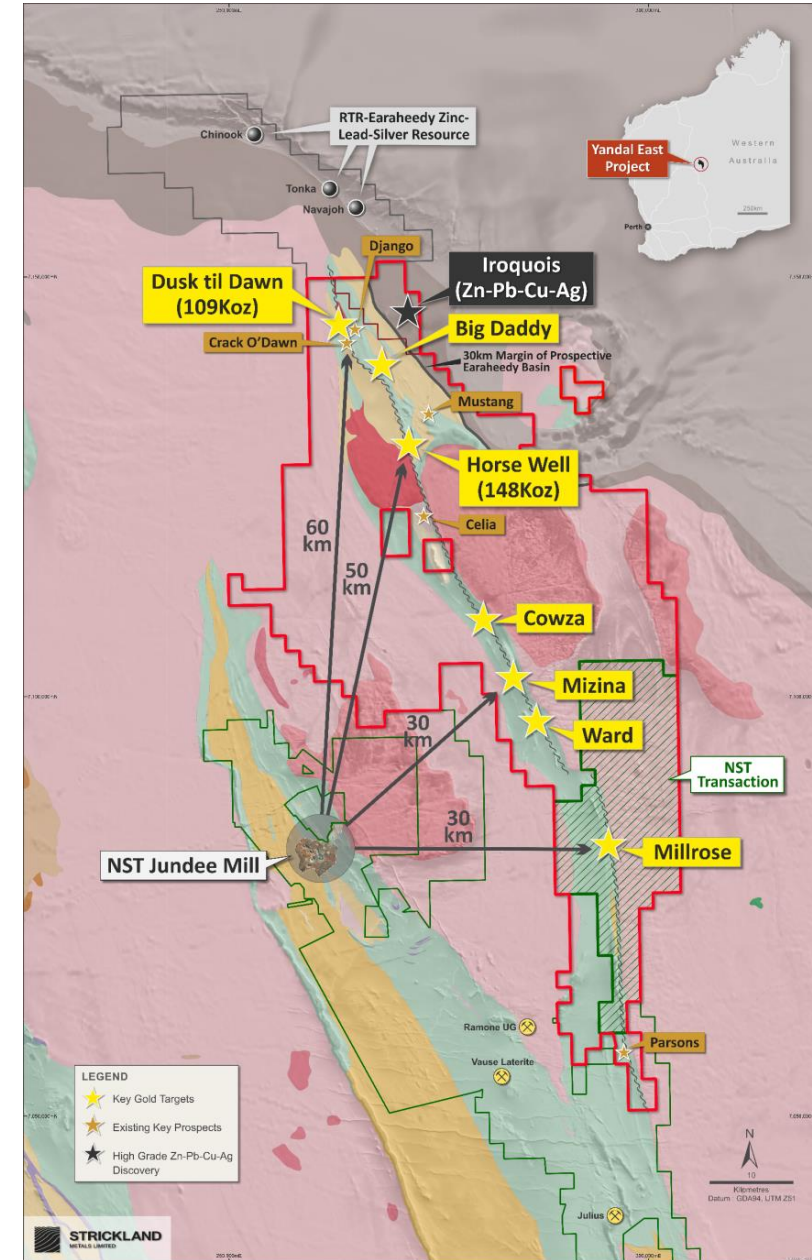 RTR-Earaheedy Zinc-
Lead-Silver Resource
Chinook
Tonka
Navajoh
Yandal East
Project
Western
Australia
250km
Perth
Django
Dusk til Dawn
(109Koz)
Iroquois
(Zn-Pb-Cu-Ag)
Crack O'Dawn
Big Daddy
30km Margin of Prospective
Earaheedy Basin
Mustang
Horse Well
(148Koz)
60
km
50
km
Celia
Cowza
Mizina
30
km
Ward
NST
Transaction
30
km
NST Jundee Mill
Millrose
Ramone UG
Parsons
Vause Laterite
LEGEND
Key Gold Targets
Existing Key Prospects
High Grade Zn-Pb-Cu-Ag
Discovery
N
10
Kilometres
Datum : GDA94. UTM Z51
Julius
STRICKLAND
METALS LIMITED